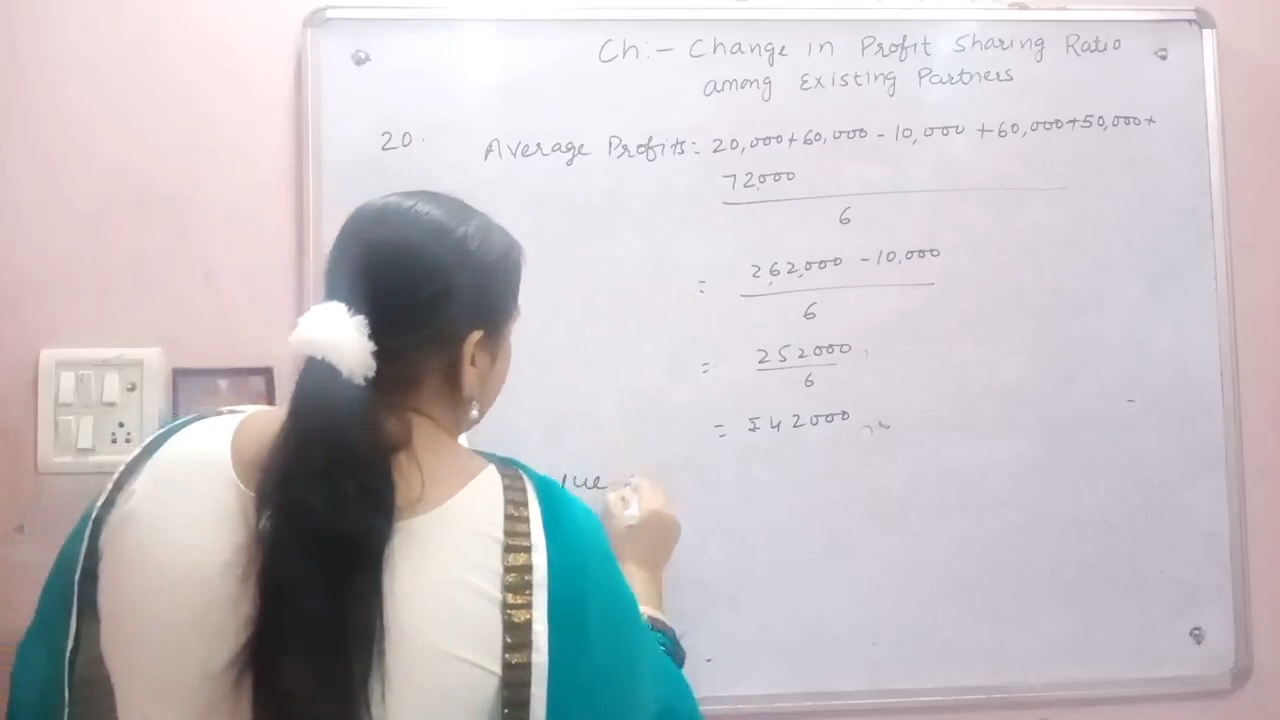 Ch:- Change in Profit Sharing Ratio
among Existing Partners
20. Average Profits: 20,000+60,000-10,000+60,000+50,000+
72,000
6
= 262,000-10,000
6
= 252000
6
= ₹42000